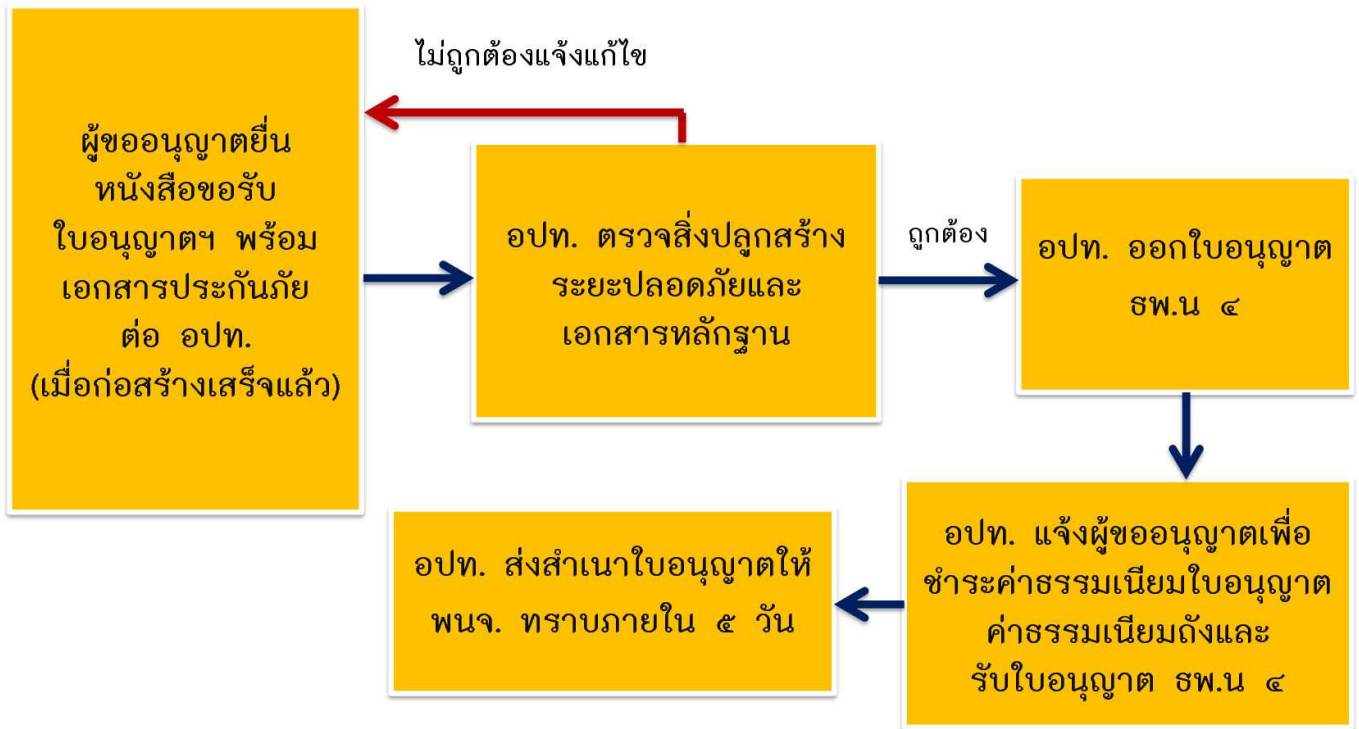 ไม่ถูกต้องแจ้งแก้ไข
ผู้ขออนุญาตยื่น
หนังสือขอรับ
ใบอนุญาตฯ พร้อม
เอกสารประกันภัย
ต่อ อปท.
(เมื่อก่อสร้างเสร็จแล้ว)
อปท. ตรวจสิ่งปลูกสร้าง
ระยะปลอดภัยและ
เอกสารหลักฐาน
ถูกต้อง
อปท. ออกใบอนุญาต
ธพ.น ๔
อปท. แจ้งผู้ขออนุญาตเพื่อ
ชำระค่าธรรมเนียมใบอนุญาต
ค่าธรรมเนียมถังและ
รับใบอนุญาต ธพ.น ๔
อปท. ส่งสำเนาใบอนุญาตให้
พนจ. ทราบภายใน ๕ วัน